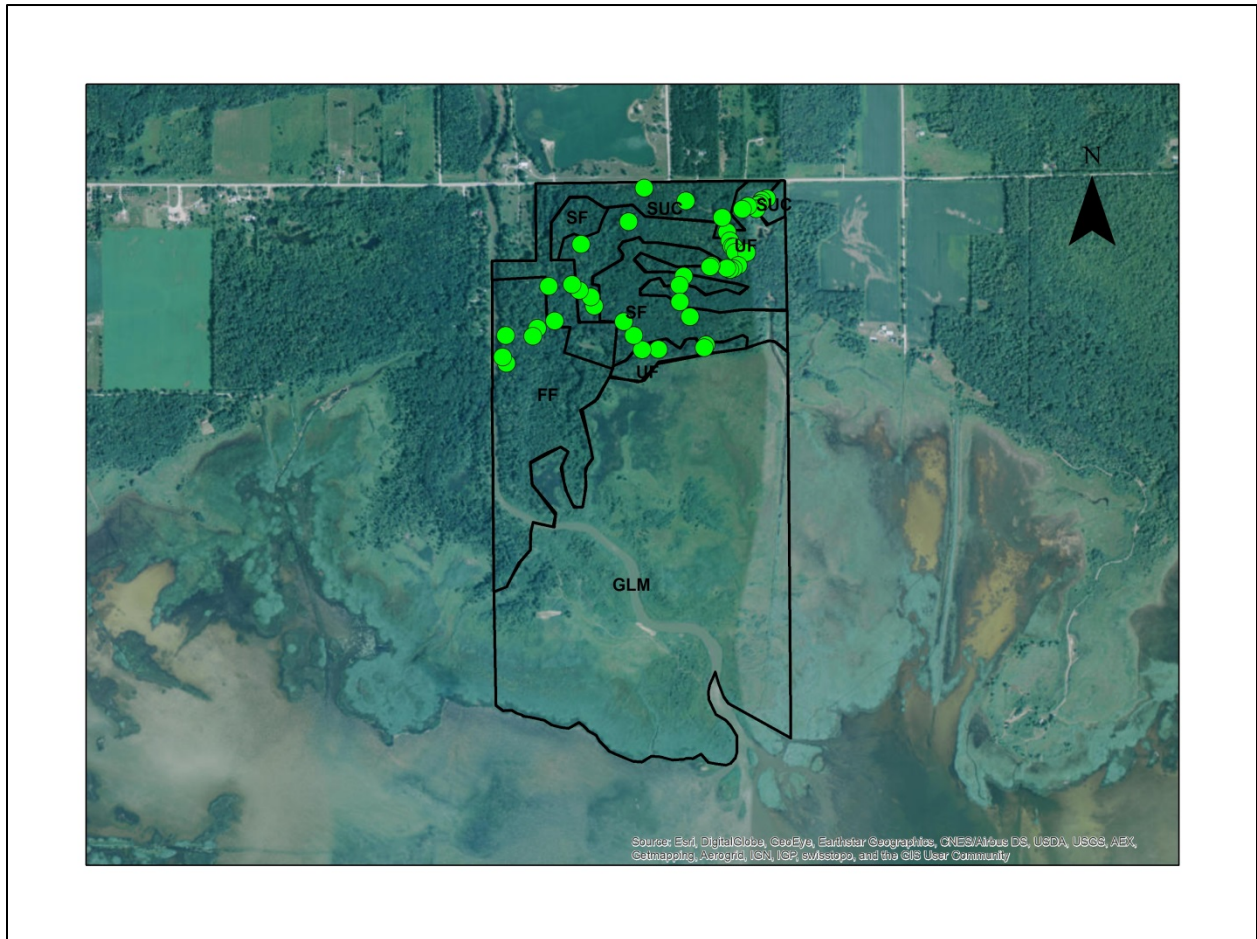 N
SF
SUC
SUC
UF
SF
UF
FF
GLM
Source: Esri, DigitalGlobe, GeoEye, Earthstar Geographics, CNES/Airbus DS, USDA, USGS, AEX,
Getmapping, Aerogrid, IGN, IGP, swisstopo, and the GIS User Community